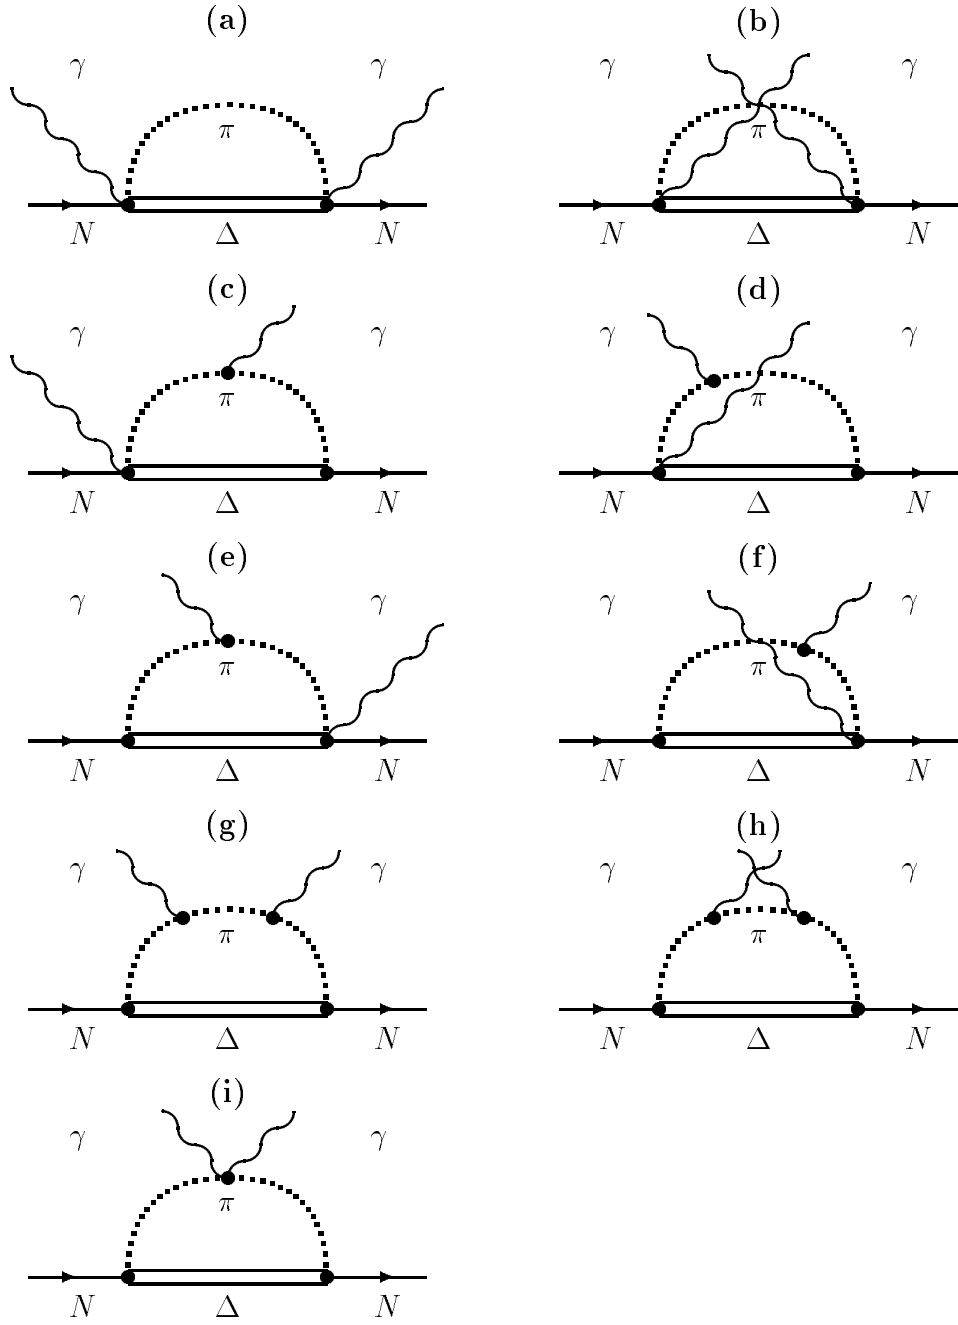 (a) (b)
γ γ γ γ
π π
N Δ N N Δ N
(c) (d)
γ γ γ γ
π π
N Δ N N Δ N
(e) (f)
γ γ γ γ
π π
N Δ N N Δ N
(g) (h)
γ γ γ γ
π π
N Δ N N Δ N
(i)
γ γ
π
N Δ N